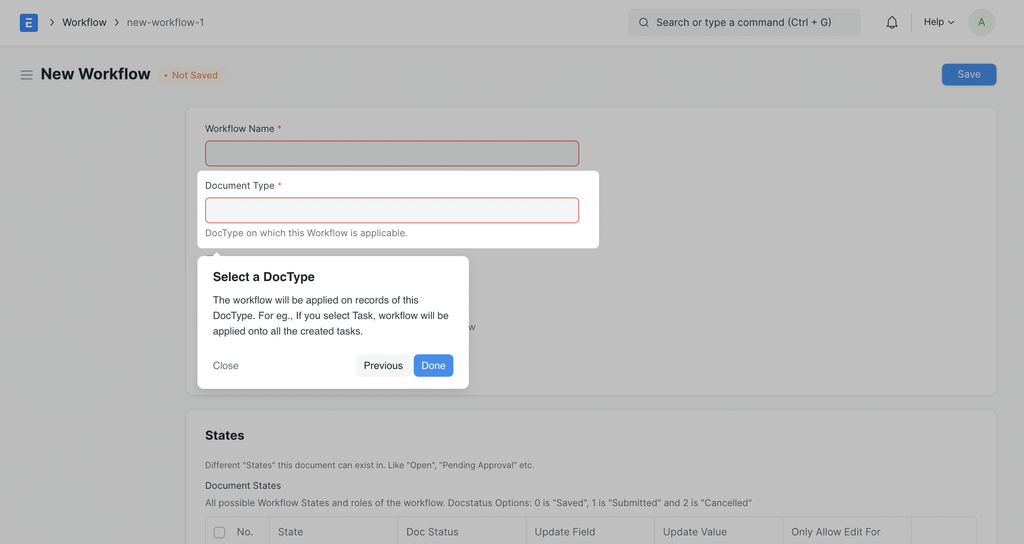 E
Workflow
new-workflow-1
Search or type a command (Ctrl + G)
Help
A
New Workflow
• Not Saved
Save
Workflow Name *
Document Type *
DocType on which this Workflow is applicable.
Select a DocType
The workflow will be applied on records of this
DocType. For eg., If you select Task, workflow will be
applied onto all the created tasks.
w
Close
Previous
Done
States
Different "States" this document can exist in. Like "Open", "Pending Approval" etc.
Document States
All possible Workflow States and roles of the workflow. Docstatus Options: 0 is "Saved", 1 is "Submitted" and 2 is "Cancelled"
No. State Doc Status Update Field Update Value Only Allow Edit For